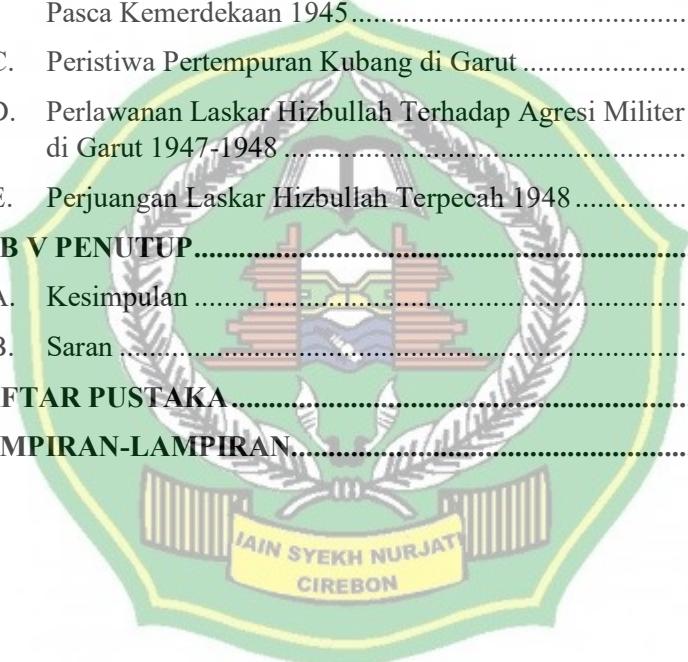 Pasca Kemerdekaan 1945..................................................
C. Peristiwa Pertempuran Kubang di Garut ......................
D. Perlawanan Laskar Hizbullah Terhadap Agresi Militer
di Garut 1947-1948 ..........................................................
E. Perjuangan Laskar Hizbullah Terpecah 1948 ...............
B V PENUTUP.....................................................................
A. Kesimpulan .....................................................................
B. Saran ..............................................................................
FTAR PUSTAKA................................................................
MPIRAN-LAMPIRAN.......................................................
IAIN SYEKH NURJATI
CIREBON